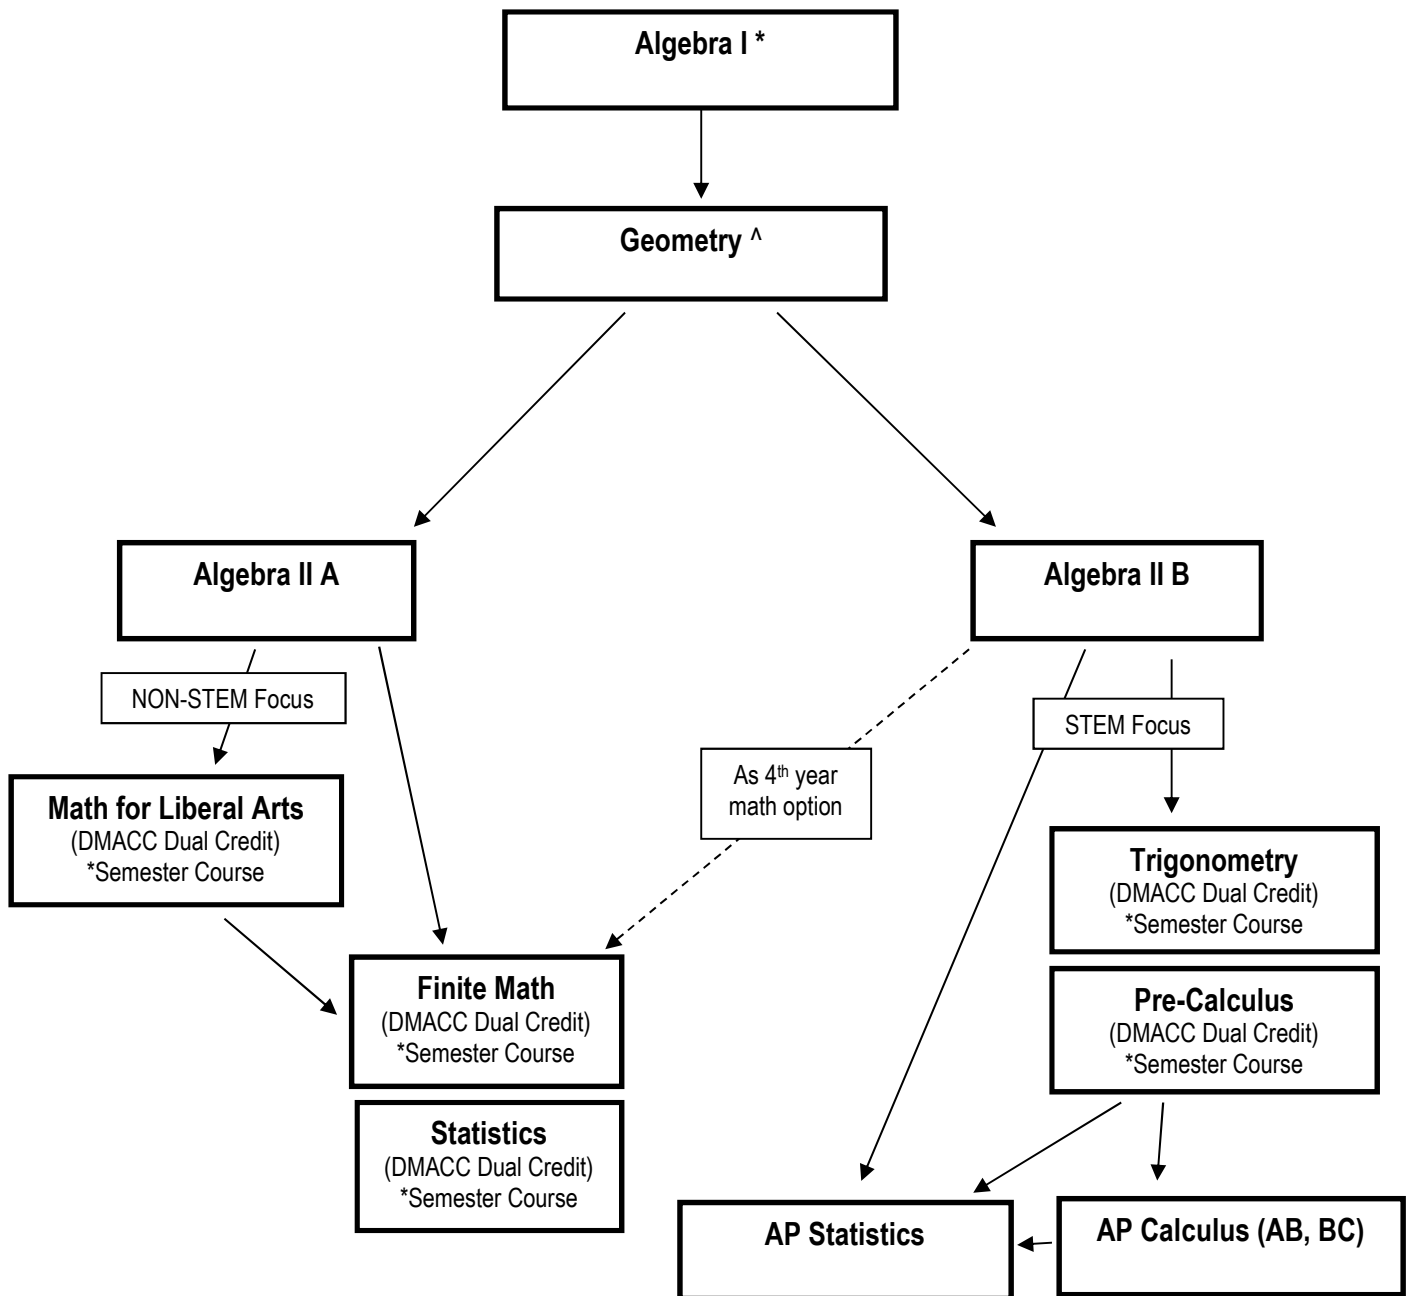 Algebra I *
Geometry ^
Algebra II A
Algebra II B
NON-STEM Focus
STEM Focus
As 4th year
math option
Math for Liberal Arts
(DMACC Dual Credit)
*Semester Course
Trigonometry
(DMACC Dual Credit)
*Semester Course
Finite Math
(DMACC Dual Credit)
*Semester Course
Pre-Calculus
(DMACC Dual Credit)
*Semester Course
Statistics
(DMACC Dual Credit)
*Semester Course
AP Statistics
AP Calculus (AB, BC)